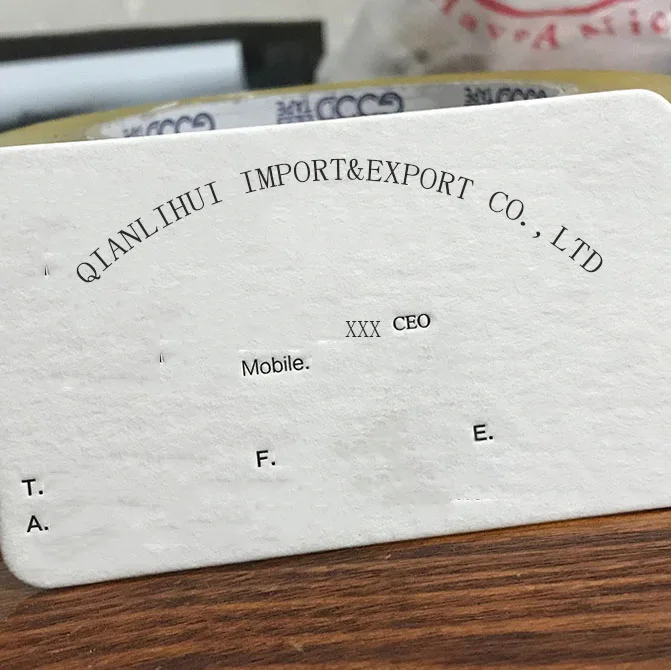 QIANLIHUI IMPORT&EXPORT CO.,LTD
XXX CEO
Mobile.
F. E.
T.
A.